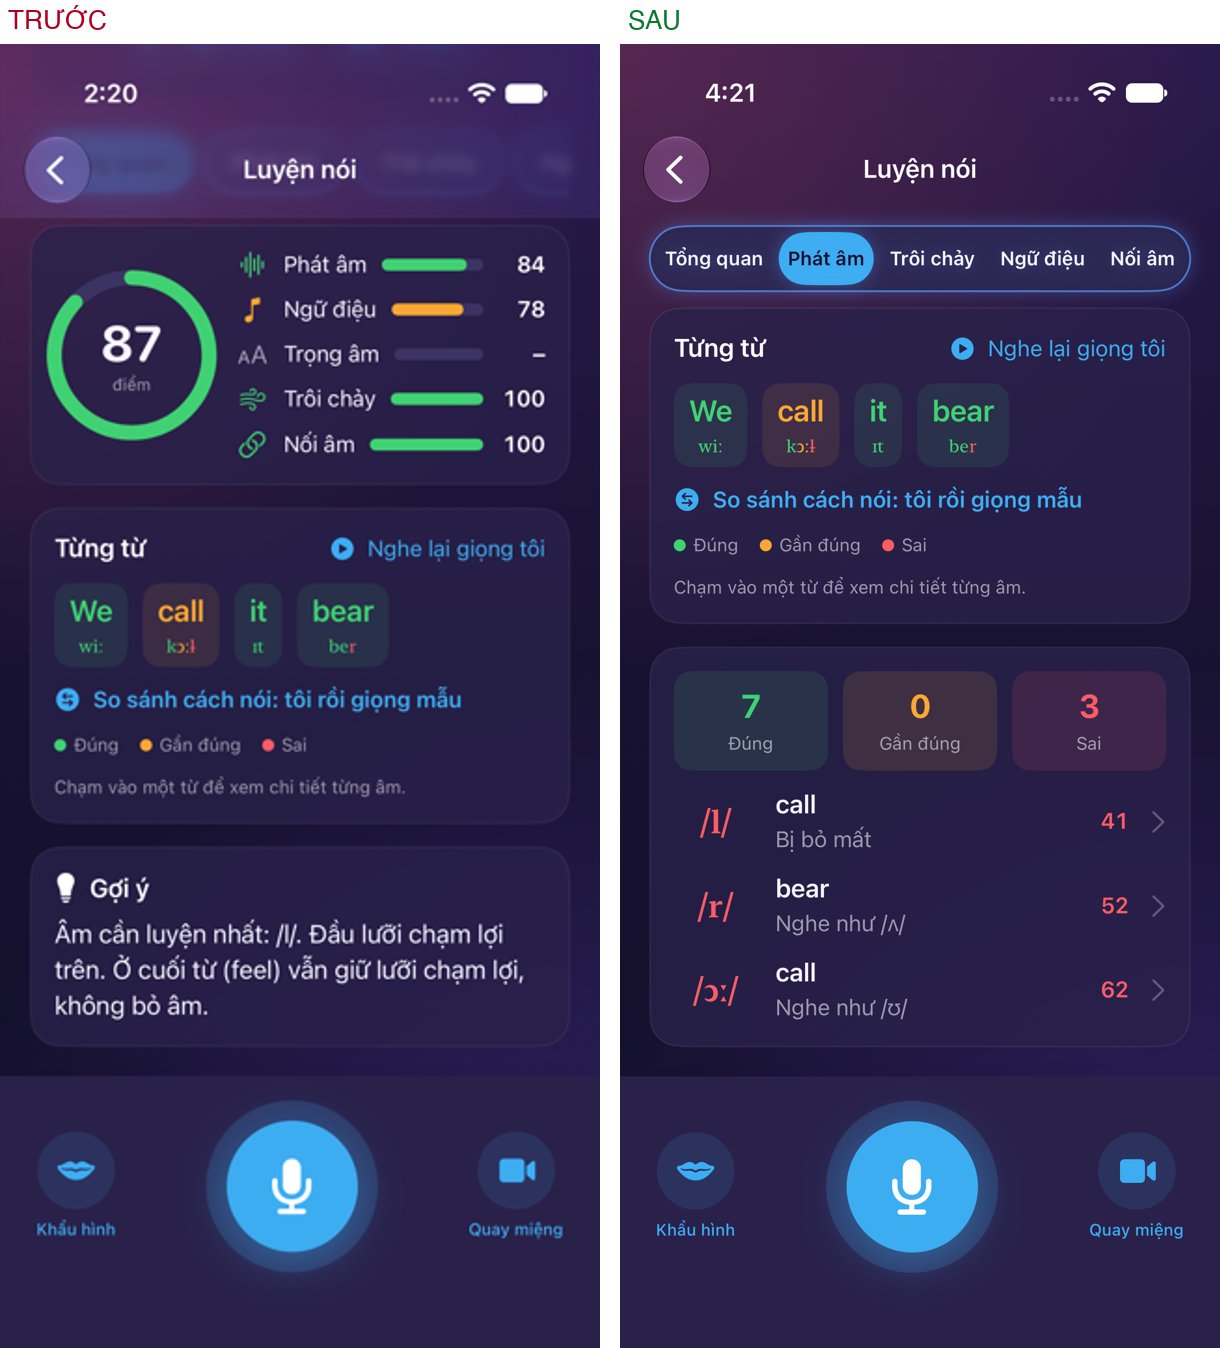 TRƯỚC
2:20
Luyện nói
87
điểm
Phát âm 84
Ngữ điệu 78
AA Trọng âm –
Trôi chảy 100
Nối âm 100
Từng từ
Nghe lại giọng tôi
We call it bear
wiː kɔːɫ ɪt ber
So sánh cách nói: tôi rồi giọng mẫu
Đúng Gần đúng Sai
Chạm vào một từ để xem chi tiết từng âm.
Gợi ý
Âm cần luyện nhất: /l/. Đầu lưỡi chạm lợi
trên. Ở cuối từ (feel) vẫn giữ lưỡi chạm lợi,
không bỏ âm.
Khẩu hình
Quay miệng
SAU
4:21
Luyện nói
Tổng quan Phát âm Trôi chảy Ngữ điệu Nối âm
Từng từ
Nghe lại giọng tôi
We call it bear
wiː kɔːɫ ɪt ber
So sánh cách nói: tôi rồi giọng mẫu
Đúng Gần đúng Sai
Chạm vào một từ để xem chi tiết từng âm.
7 0 3
Đúng Gần đúng Sai
/l/ call 41
Bị bỏ mất
/r/ bear 52
Nghe như /ʌ/
/ɔː/ call 62
Nghe như /ʊ/
Khẩu hình
Quay miệng